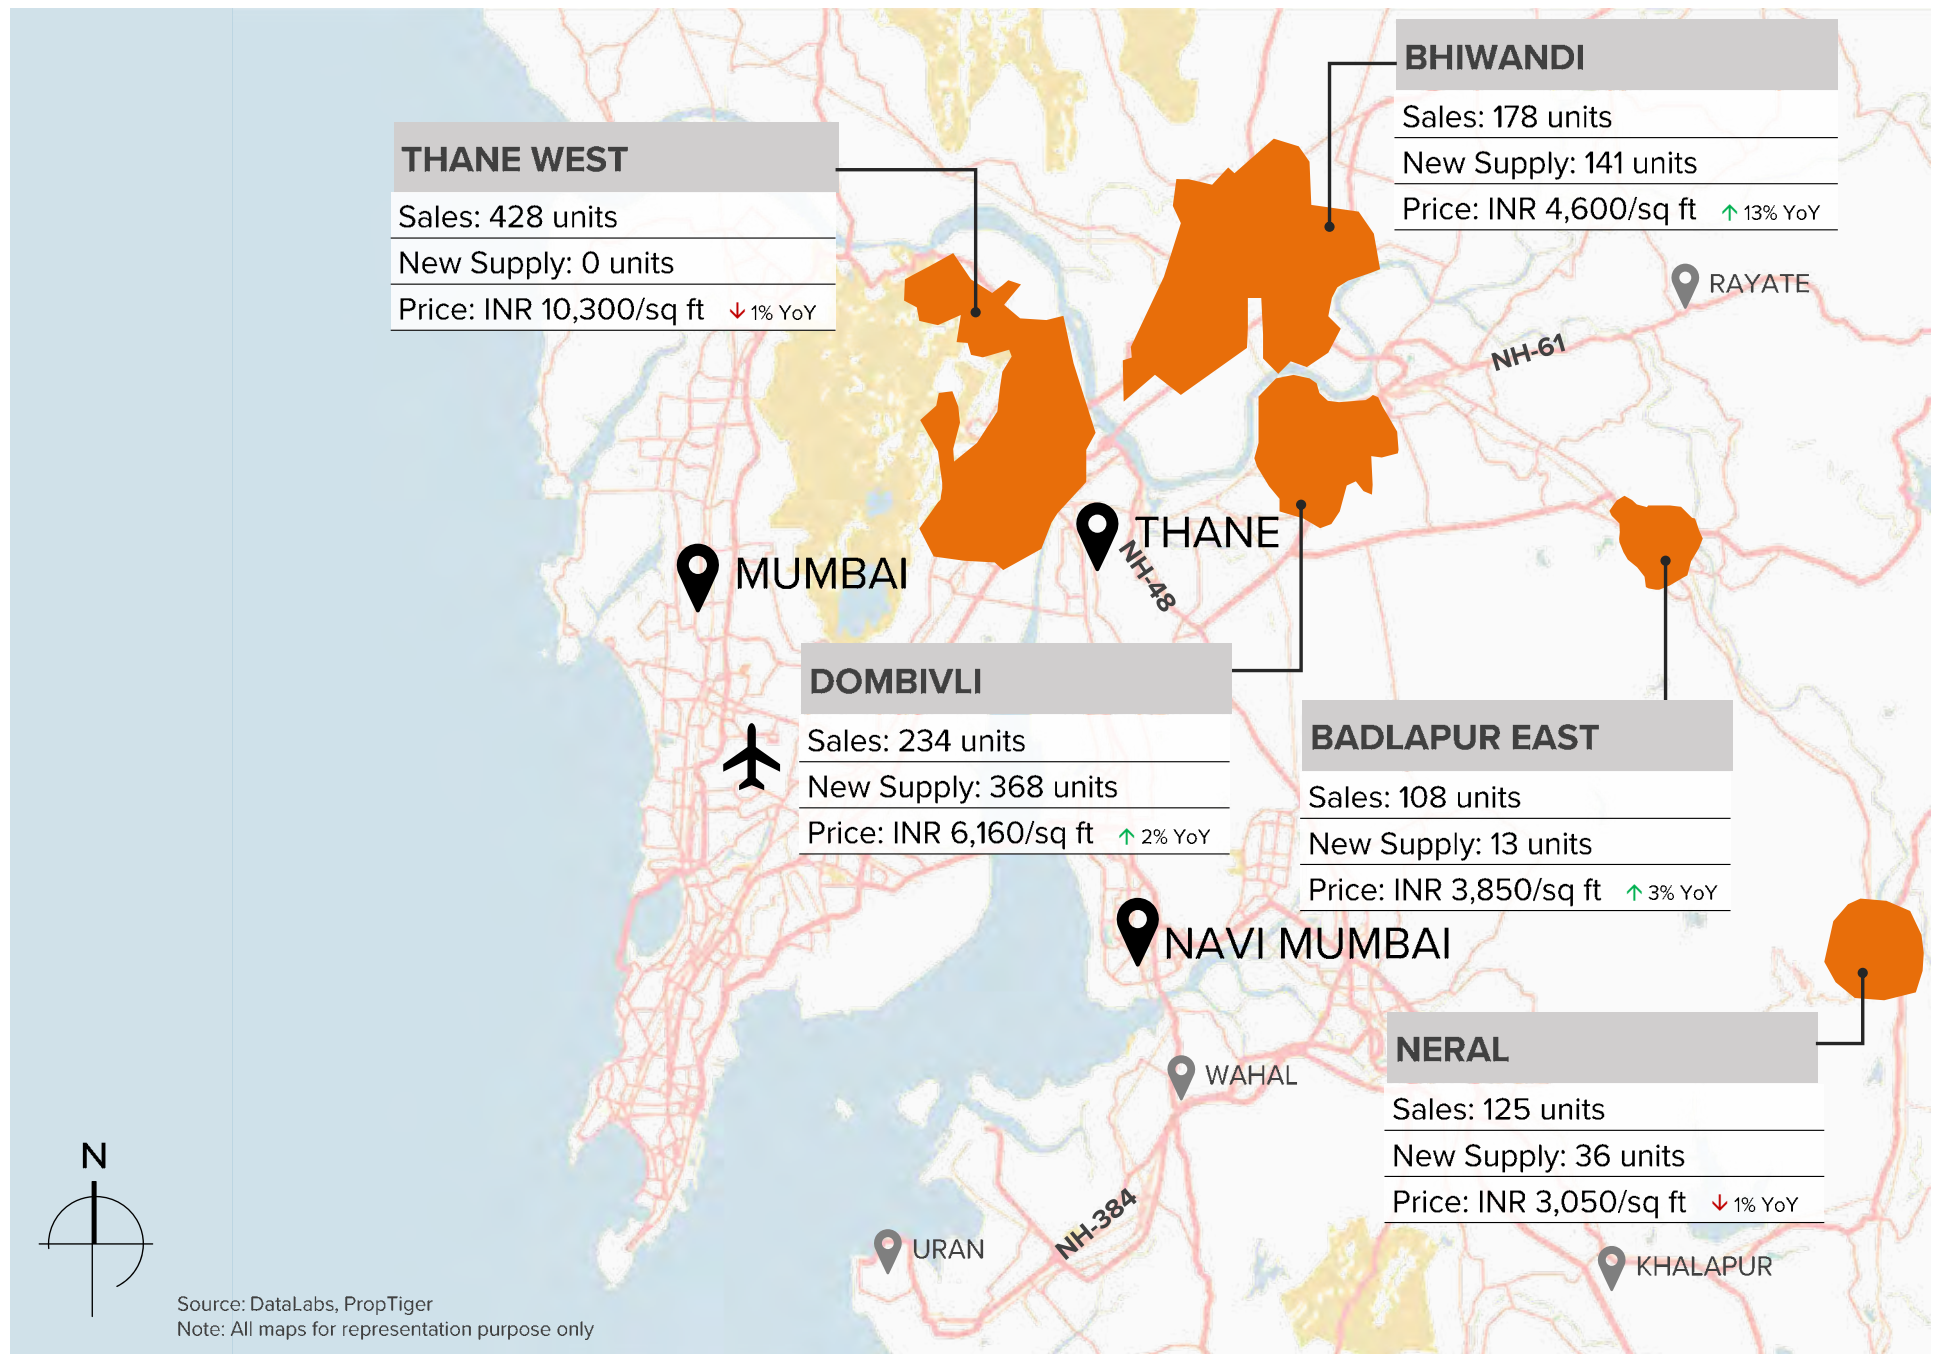 BHIWANDI
Sales: 178 units
New Supply: 141 units
Price: INR 4,600/sq ft ↑ 13% YoY
THANE WEST
Sales: 428 units
New Supply: 0 units
Price: INR 10,300/sq ft ↓ 1% YoY
RAYATE
NH-61
THANE
NH-48
MUMBAI
DOMBIVLI
Sales: 234 units
New Supply: 368 units
Price: INR 6,160/sq ft ↑ 2% YoY
BADLAPUR EAST
Sales: 108 units
New Supply: 13 units
Price: INR 3,850/sq ft ↑ 3% YoY
NAVI MUMBAI
NERAL
Sales: 125 units
New Supply: 36 units
Price: INR 3,050/sq ft ↓ 1% YoY
WAHAL
NH-384
URAN
KHALAPUR
N
Source: DataLabs, PropTiger
Note: All maps for representation purpose only